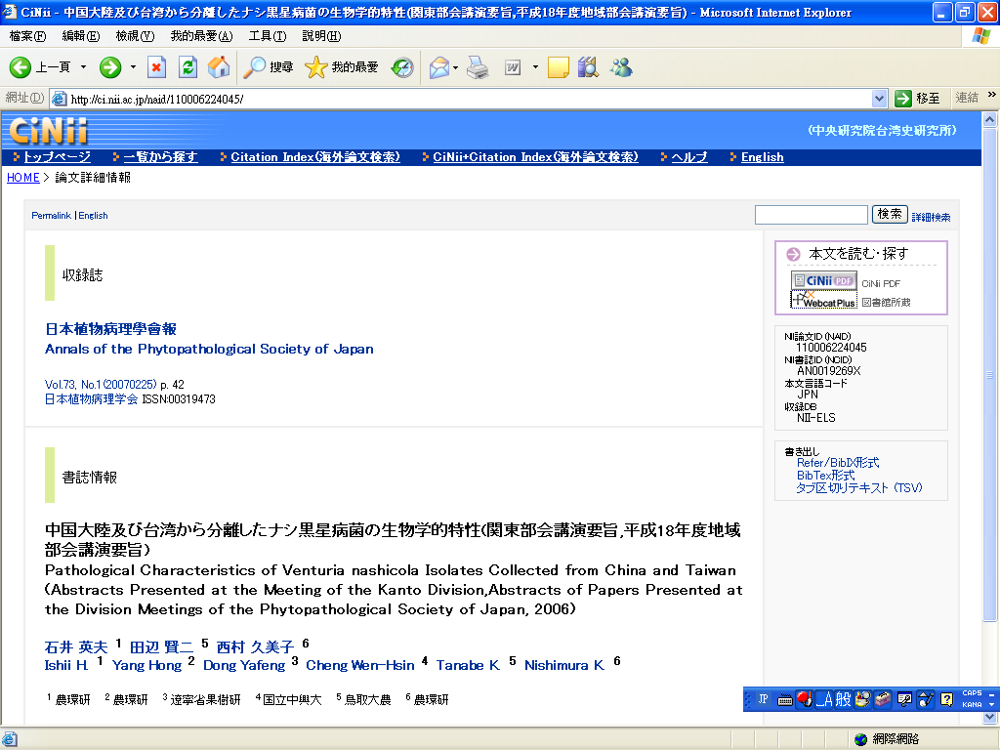 CiNii - 中国大陸及び台湾から分離したナシ黒星病菌の生物学的特性(関東部会講演要旨,平成18年度地域部会講演要旨) - Microsoft Internet Explorer
檔案(F) 編輯(E) 檢視(V) 我的最愛(A) 工具(T) 說明(H)
上一頁 搜尋 我的最愛
網址(D) http://ci.nii.ac.jp/naid/110006224045/ 移至 連結 »
CiNii (中央研究院台湾史研究所)
トップページ 一覧から探す Citation Index(海外論文検索) CiNii+Citation Index(海外論文検索) ヘルプ English
HOME > 論文詳細情報
Permalink | English 検索 詳細検索
収録誌
日本植物病理學會報
Annals of the Phytopathological Society of Japan
Vol.73, No.1(20070225) p. 42
日本植物病理学会 ISSN:00319473
書誌情報
中国大陸及び台湾から分離したナシ黒星病菌の生物学的特性(関東部会講演要旨,平成18年度地域
部会講演要旨)
Pathological Characteristics of Venturia nashicola Isolates Collected from China and Taiwan
(Abstracts Presented at the Meeting of the Kanto Division,Abstracts of Papers Presented at
the Division Meetings of the Phytopathological Society of Japan, 2006)
石井 英夫 1 田辺 賢二 5 西村 久美子 6
Ishii H. 1 Yang Hong 2 Dong Yafeng 3 Cheng Wen-Hsin 4 Tanabe K. 5 Nishimura K. 6
1 農環研 2 農環研 3 遼寧省果樹研 4 国立中興大 5 鳥取大農 6 農環研
本文を読む・探す
CiNii PDF CiNii PDF
Webcat Plus 図書館所蔵
NII論文ID(NAID)
110006224045
NII書誌ID(NCID)
AN0019269X
本文言語コード
JPN
収録DB
NII-ELS
書き出し
Refer/BibIX形式
BibTex形式
タブ区切りテキスト (TSV)
JP _A 般 CAPS
KANA
網際網路